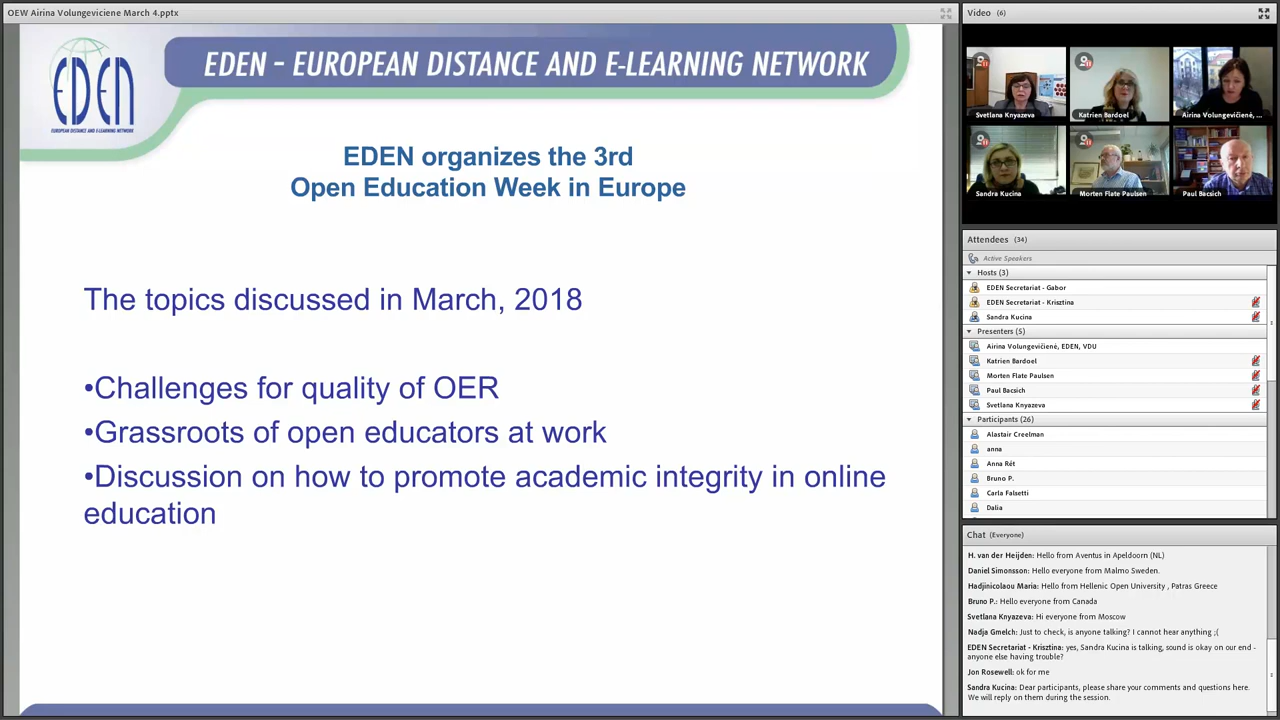 OEW Airina Volungeviciene March 4.pptx
EDEN
EUROPEAN DISTANCE AND E-LEARNING NETWORK
EDEN - EUROPEAN DISTANCE AND E-LEARNING NETWORK
EDEN organizes the 3rd
Open Education Week in Europe
The topics discussed in March, 2018
•Challenges for quality of OER
•Grassroots of open educators at work
•Discussion on how to promote academic integrity in online
education
Video (6)
Svetlana Knyazeva
Katrien Bardoel
Airina Volungevičienė, ...
Sandra Kucina
Morten Flate Paulsen
Paul Bacsich
Attendees (34)
Active Speakers
Hosts (3)
EDEN Secretariat - Gabor
EDEN Secretariat - Krisztina
Sandra Kucina
Presenters (5)
Airina Volungevičienė, EDEN, VDU
Katrien Bardoel
Morten Flate Paulsen
Paul Bacsich
Svetlana Knyazeva
Participants (26)
Alastair Creelman
anna
Anna Rét
Bruno P.
Carla Falsetti
Dalia
Chat (Everyone)
H. van der Heijden: Hello from Aventus in Apeldoorn (NL)
Daniel Simonsson: Hello everyone from Malmo Sweden.
Hadjinicolaou Maria: Hello from Hellenic Open University , Patras Greece
Bruno P.: Hello everyone from Canada
Svetlana Knyazeva: Hi everyone from Moscow
Nadja Gmelch: Just to check, is anyone talking? I cannot hear anything ;(
EDEN Secretariat - Krisztina: yes, Sandra Kucina is talking, sound is okay on our end -
anyone else having trouble?
Jon Rosewell: ok for me
Sandra Kucina: Dear participants, please share your comments and questions here.
We will reply on them during the session.